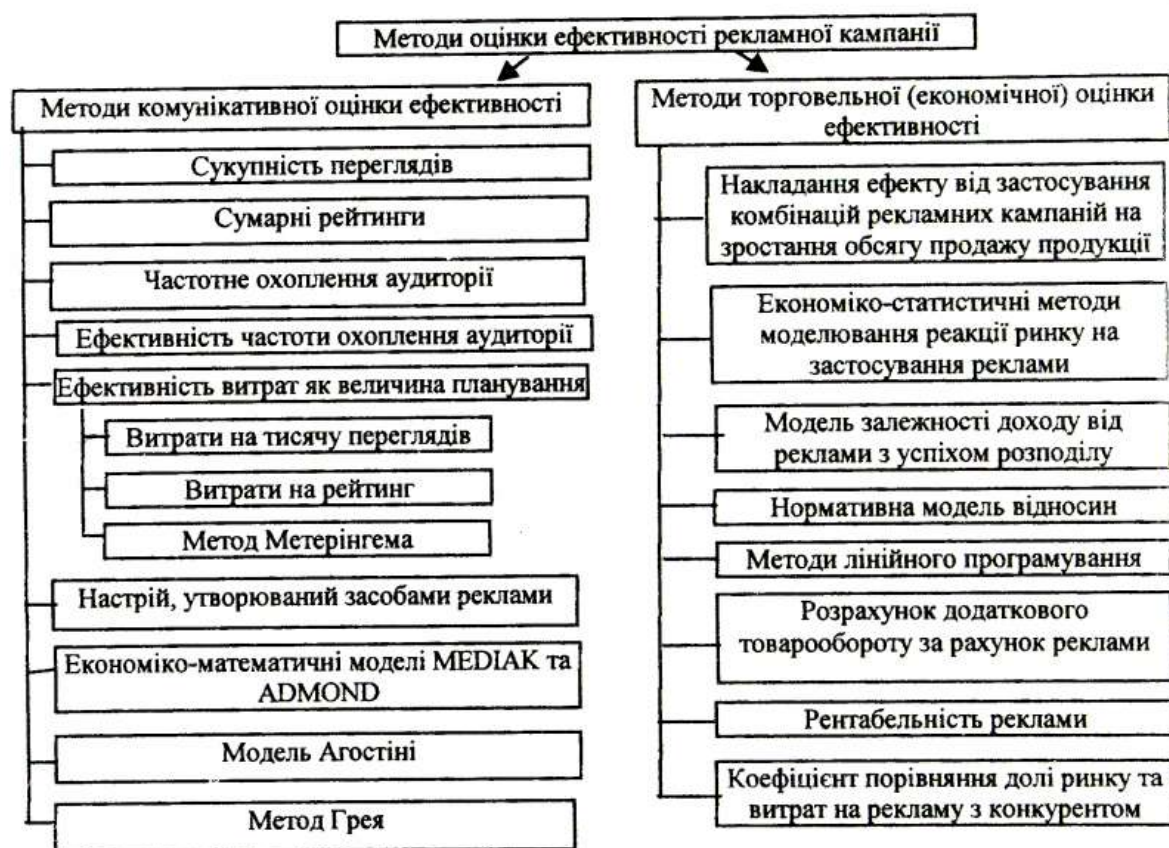 Методи оцінки ефективності рекламної кампанії
Методи комунікативної оцінки ефективності
Сукупність переглядів
Сумарні рейтинги
Частотне охоплення аудиторії
Ефективність частоти охоплення аудиторії
Ефективність витрат як величина планування
Витрати на тисячу переглядів
Витрати на рейтинг
Метод Метерінгема
Настрій, утворюваний засобами реклами
Економіко-математичні моделі MEDIAK та
ADMOND
Модель Агостіні
Метод Грея
Методи торговельної (економічної) оцінки
ефективності
Накладання ефекту від застосування
комбінацій рекламних кампаній на
зростання обсягу продажу продукції
Економіко-статистичні методи
моделювання реакції ринку на
застосування реклами
Модель залежності доходу від
реклами з успіхом розподілу
Нормативна модель відносин
Методи лінійного програмування
Розрахунок додаткового
товарообороту за рахунок реклами
Рентабельність реклами
Коефіцієнт порівняння долі ринку та
витрат на рекламу з конкурентом